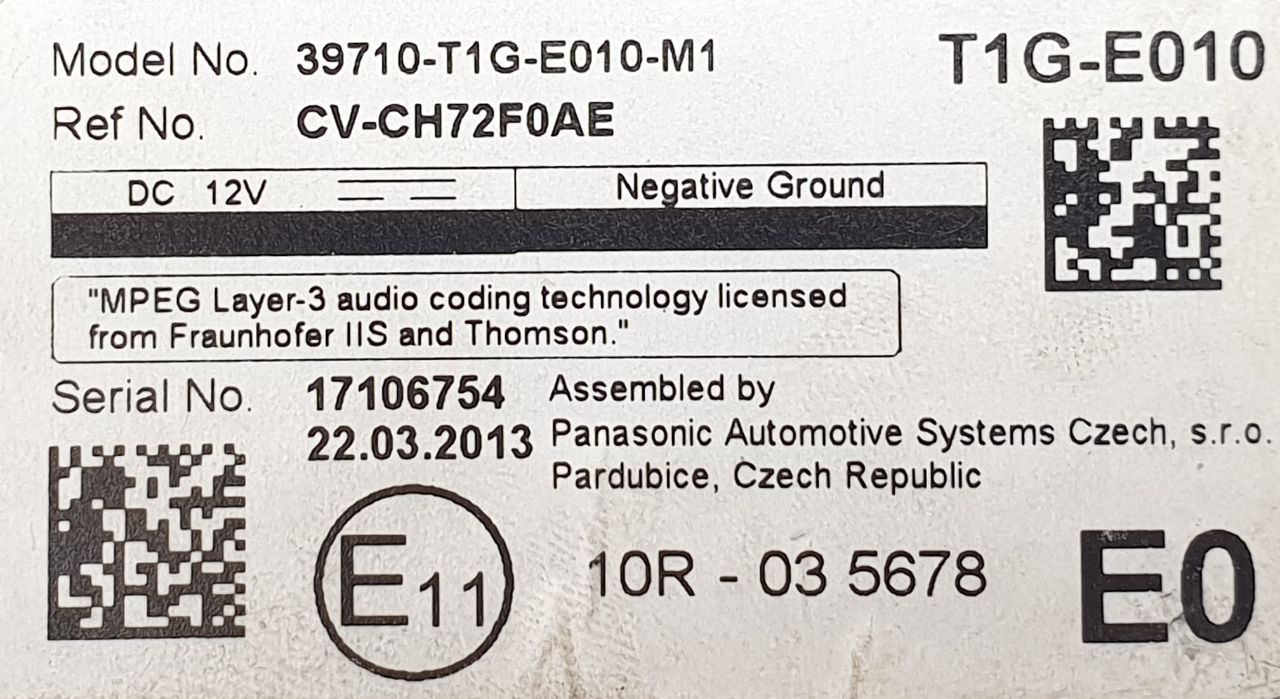 Model No. 39710-T1G-E010-M1
T1G-E010
Ref No. CV-CH72F0AE
DC 12V
Negative Ground
"MPEG Layer-3 audio coding technology licensed
from Fraunhofer IIS and Thomson."
Serial No. 17106754
22.03.2013
Assembled by
Panasonic Automotive Systems Czech, s.r.o.
Pardubice, Czech Republic
E11
10R - 03 5678
E0